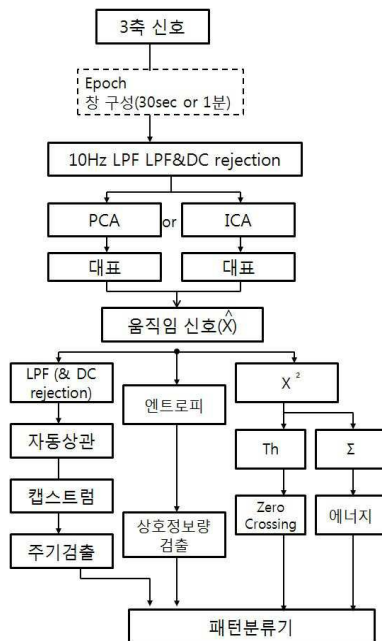 3축 신호
Epoch
창 구성(30sec or 1분)
10Hz LPF LPF&DC rejection
PCA or ICA
대표 대표
움직임 신호(X̂)
LPF (& DC
rejection)
엔트로피
X ²
자동상관
Th
Σ
캡스트럼
상호정보량
검출
Zero
Crossing
에너지
주기검출
패턴분류기